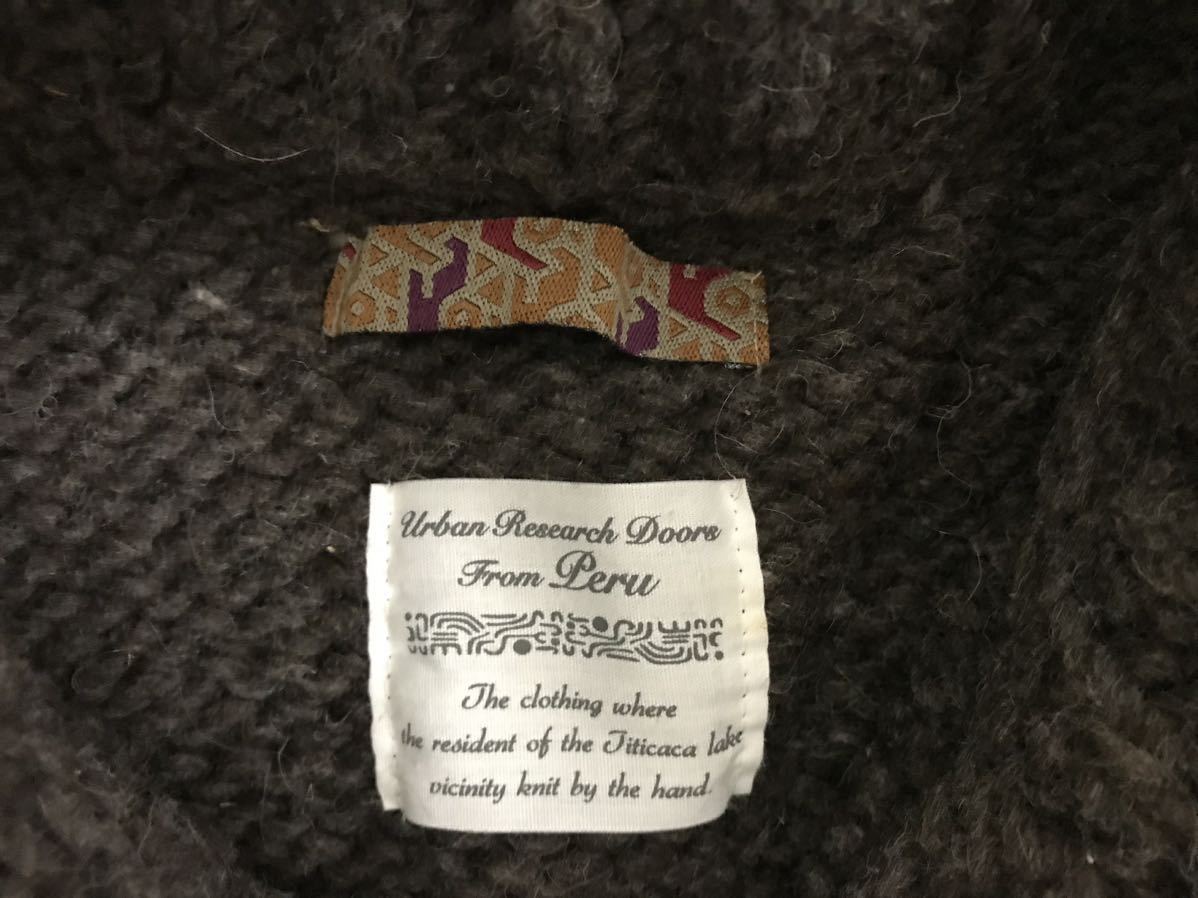 Urban Research Doors
From Peru
The clothing where
the resident of the Titicaca lake
vicinity knit by the hand.